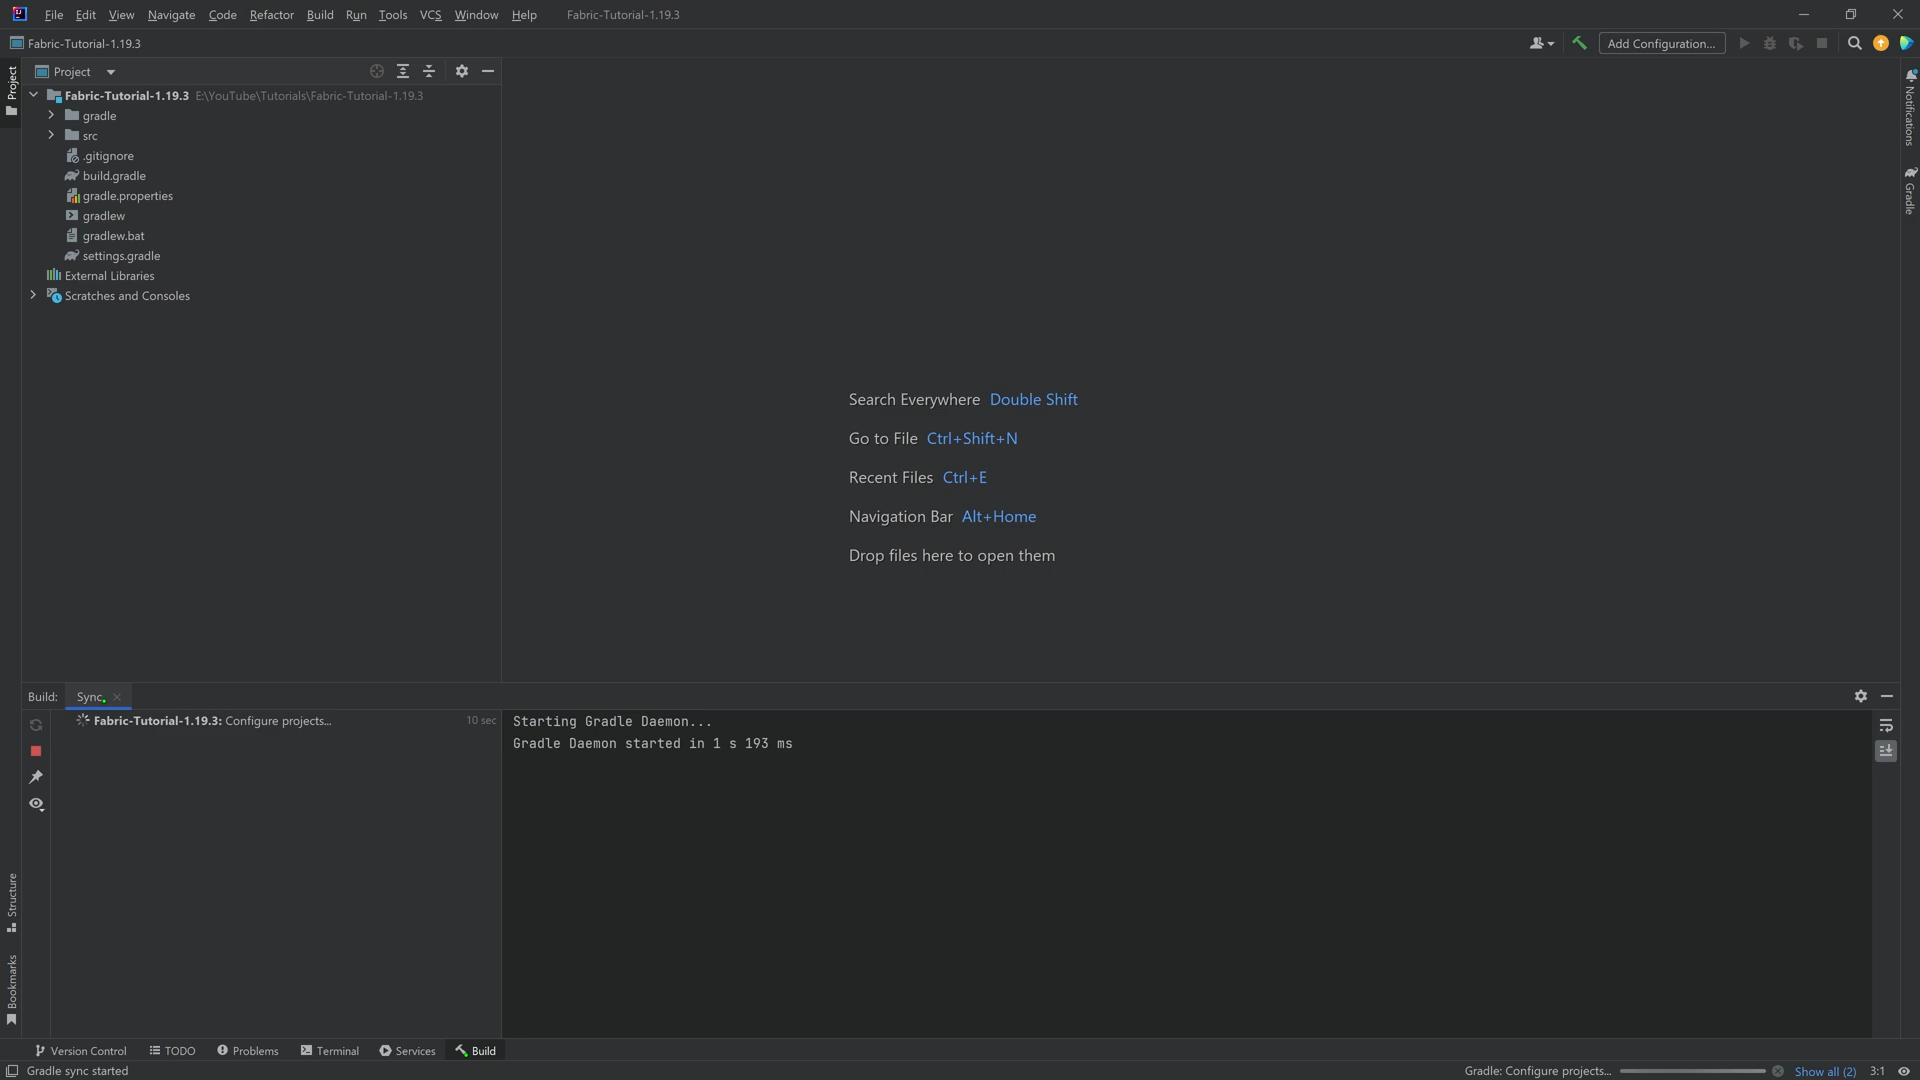 File Edit View Navigate Code Refactor Build Run Tools VCS Window Help Fabric-Tutorial-1.19.3
Fabric-Tutorial-1.19.3
Add Configuration...
Project
Project
Fabric-Tutorial-1.19.3 E:\YouTube\Tutorials\Fabric-Tutorial-1.19.3
gradle
src
.gitignore
build.gradle
gradle.properties
gradlew
gradlew.bat
settings.gradle
External Libraries
Scratches and Consoles
Notifications
Gradle
Search Everywhere Double Shift
Go to File Ctrl+Shift+N
Recent Files Ctrl+E
Navigation Bar Alt+Home
Drop files here to open them
Build: Sync
Fabric-Tutorial-1.19.3: Configure projects... 10 sec
Starting Gradle Daemon...
Gradle Daemon started in 1 s 193 ms
Structure
Bookmarks
Version Control TODO Problems Terminal Services Build
Gradle sync started
Gradle: Configure projects... Show all (2) 3:1